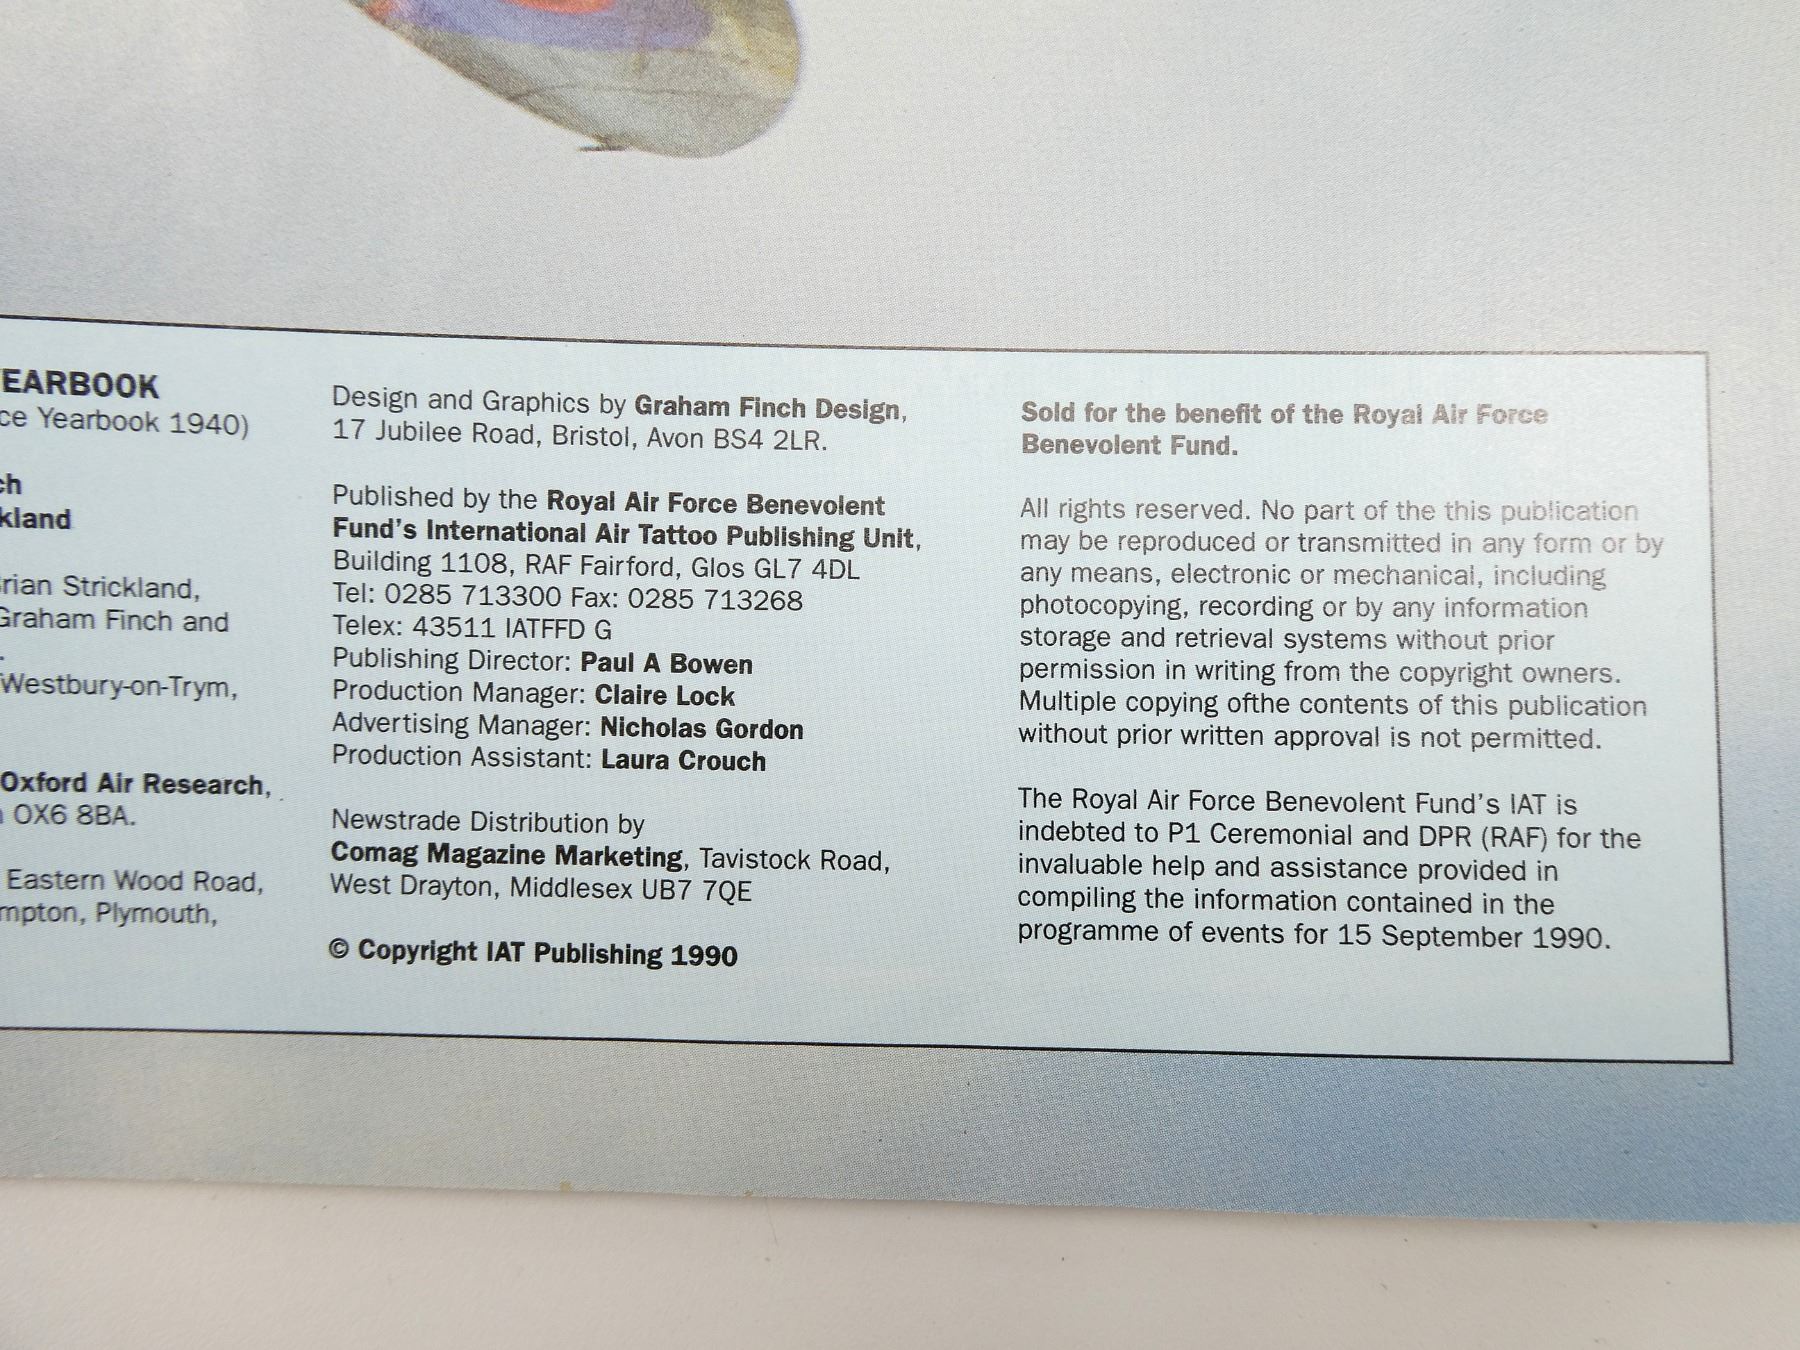 EARBOOK
ce Yearbook 1940)
ch
kland
rian Strickland,
Graham Finch and
.
Westbury-on-Trym,
Oxford Air Research,
OX6 8BA.
Eastern Wood Road,
mpton, Plymouth,
Design and Graphics by Graham Finch Design,
17 Jubilee Road, Bristol, Avon BS4 2LR.
Published by the Royal Air Force Benevolent
Fund's International Air Tattoo Publishing Unit,
Building 1108, RAF Fairford, Glos GL7 4DL
Tel: 0285 713300 Fax: 0285 713268
Telex: 43511 IATFFD G
Publishing Director: Paul A Bowen
Production Manager: Claire Lock
Advertising Manager: Nicholas Gordon
Production Assistant: Laura Crouch
Newstrade Distribution by
Comag Magazine Marketing, Tavistock Road,
West Drayton, Middlesex UB7 7QE
© Copyright IAT Publishing 1990
Sold for the benefit of the Royal Air Force
Benevolent Fund.
All rights reserved. No part of the this publication
may be reproduced or transmitted in any form or by
any means, electronic or mechanical, including
photocopying, recording or by any information
storage and retrieval systems without prior
permission in writing from the copyright owners.
Multiple copying ofthe contents of this publication
without prior written approval is not permitted.
The Royal Air Force Benevolent Fund's IAT is
indebted to P1 Ceremonial and DPR (RAF) for the
invaluable help and assistance provided in
compiling the information contained in the
programme of events for 15 September 1990.